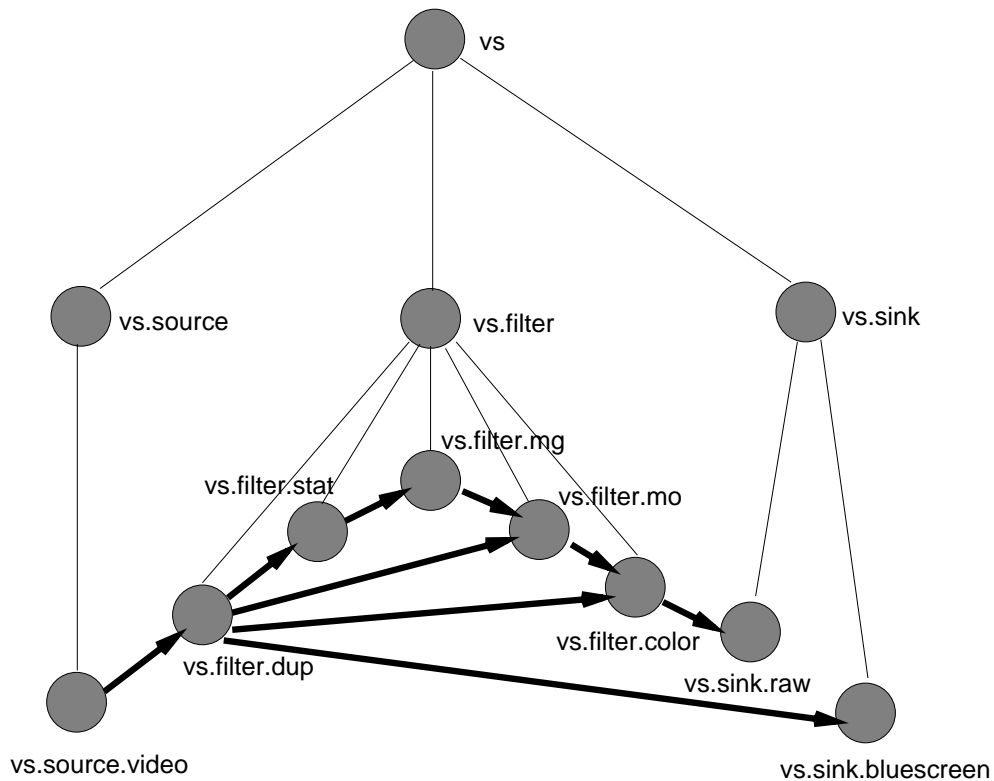 vs
vs.source
vs.filter
vs.sink
vs.filter.mg
vs.filter.stat
vs.filter.mo
vs.filter.color
vs.filter.dup
vs.sink.raw
vs.source.video
vs.sink.bluescreen